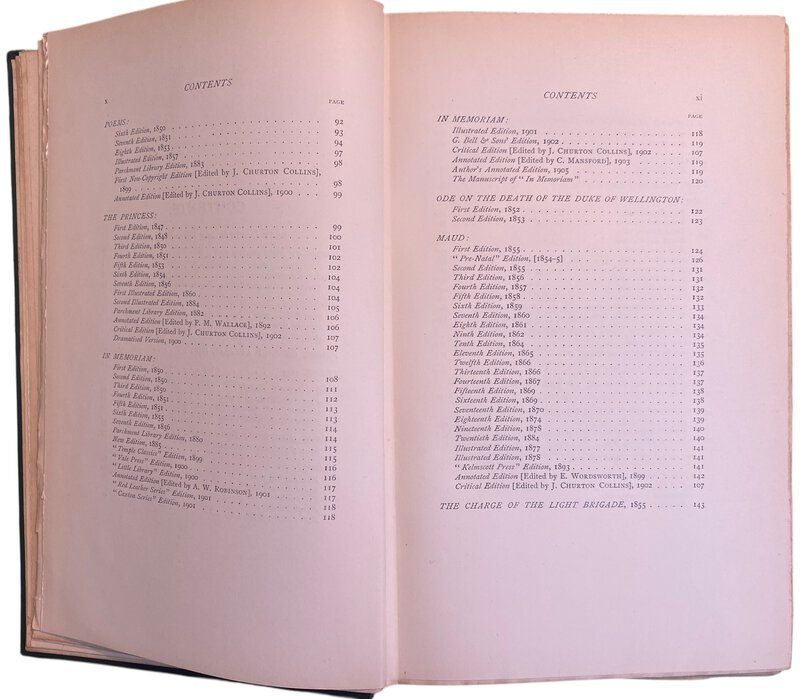 x
CONTENTS
PAGE
POEMS:
Sixth Edition, 1850 . . . 92
Seventh Edition, 1851 . . . 93
Eighth Edition, 1853 . . . 94
Illustrated Edition, 1857 . . . 97
Parchment Library Edition, 1883 . . . 98
First New-Copyright Edition [Edited by J. CHURTON COLLINS],
1899 . . . 98
Annotated Edition [Edited by J. CHURTON COLLINS], 1900 . . . 99
THE PRINCESS:
First Edition, 1847 . . . 99
Second Edition, 1848 . . . 100
Third Edition, 1850 . . . 101
Fourth Edition, 1851 . . . 102
Fifth Edition, 1853 . . . 102
Sixth Edition, 1854 . . . 104
Seventh Edition, 1856 . . . 104
First Illustrated Edition, 1860 . . . 104
Second Illustrated Edition, 1884 . . . 105
Parchment Library Edition, 1882 . . . 106
Annotated Edition [Edited by P. M. WALLACE], 1892 . . . 106
Critical Edition [Edited by J. CHURTON COLLINS], 1902 . . . 107
Dramatised Version, 1900 . . . 107
IN MEMORIAM:
First Edition, 1850 . . . 108
Second Edition, 1850 . . . 111
Third Edition, 1850 . . . 112
Fourth Edition, 1851 . . . 113
Fifth Edition, 1851 . . . 113
Sixth Edition, 1855 . . . 114
Seventh Edition, 1856 . . . 114
Parchment Library Edition, 1880 . . . 115
New Edition, 1885 . . . 115
"Temple Classics" Edition, 1899 . . . 116
"Vale Press" Edition, 1900 . . . 116
"Little Library" Edition, 1900 . . . 117
Annotated Edition [Edited by A. W. ROBINSON], 1901 . . . 117
"Red Leather Series" Edition, 1901 . . . 118
"Caxton Series" Edition, 1901 . . . 118
CONTENTS
xi
PAGE
IN MEMORIAM:
Illustrated Edition, 1901 . . . 118
G. Bell & Sons' Edition, 1902 . . . 119
Critical Edition [Edited by J. CHURTON COLLINS], 1902 . . . 107
Annotated Edition [Edited by C. MANSFORD], 1903 . . . 119
Author's Annotated Edition, 1905 . . . 119
The Manuscript of "In Memoriam" . . . 120
ODE ON THE DEATH OF THE DUKE OF WELLINGTON:
First Edition, 1852 . . . 122
Second Edition, 1853 . . . 123
MAUD:
First Edition, 1855 . . . 124
"Pre-Natal" Edition, [1854-5] . . . 126
Second Edition, 1855 . . . 131
Third Edition, 1856 . . . 131
Fourth Edition, 1857 . . . 132
Fifth Edition, 1858 . . . 132
Sixth Edition, 1859 . . . 133
Seventh Edition, 1860 . . . 134
Eighth Edition, 1861 . . . 134
Ninth Edition, 1862 . . . 134
Tenth Edition, 1864 . . . 135
Eleventh Edition, 1865 . . . 135
Twelfth Edition, 1866 . . . 136
Thirteenth Edition, 1866 . . . 137
Fourteenth Edition, 1867 . . . 137
Fifteenth Edition, 1869 . . . 138
Sixteenth Edition, 1869 . . . 138
Seventeenth Edition, 1870 . . . 139
Eighteenth Edition, 1874 . . . 139
Nineteenth Edition, 1878 . . . 140
Twentieth Edition, 1884 . . . 140
Illustrated Edition, 1877 . . . 141
Illustrated Edition, 1878 . . . 141
"Kelmscott Press" Edition, 1893 . . . 141
Annotated Edition [Edited by E. WORDSWORTH], 1899 . . . 142
Critical Edition [Edited by J. CHURTON COLLINS], 1902 . . . 107
THE CHARGE OF THE LIGHT BRIGADE, 1855 . . . 143